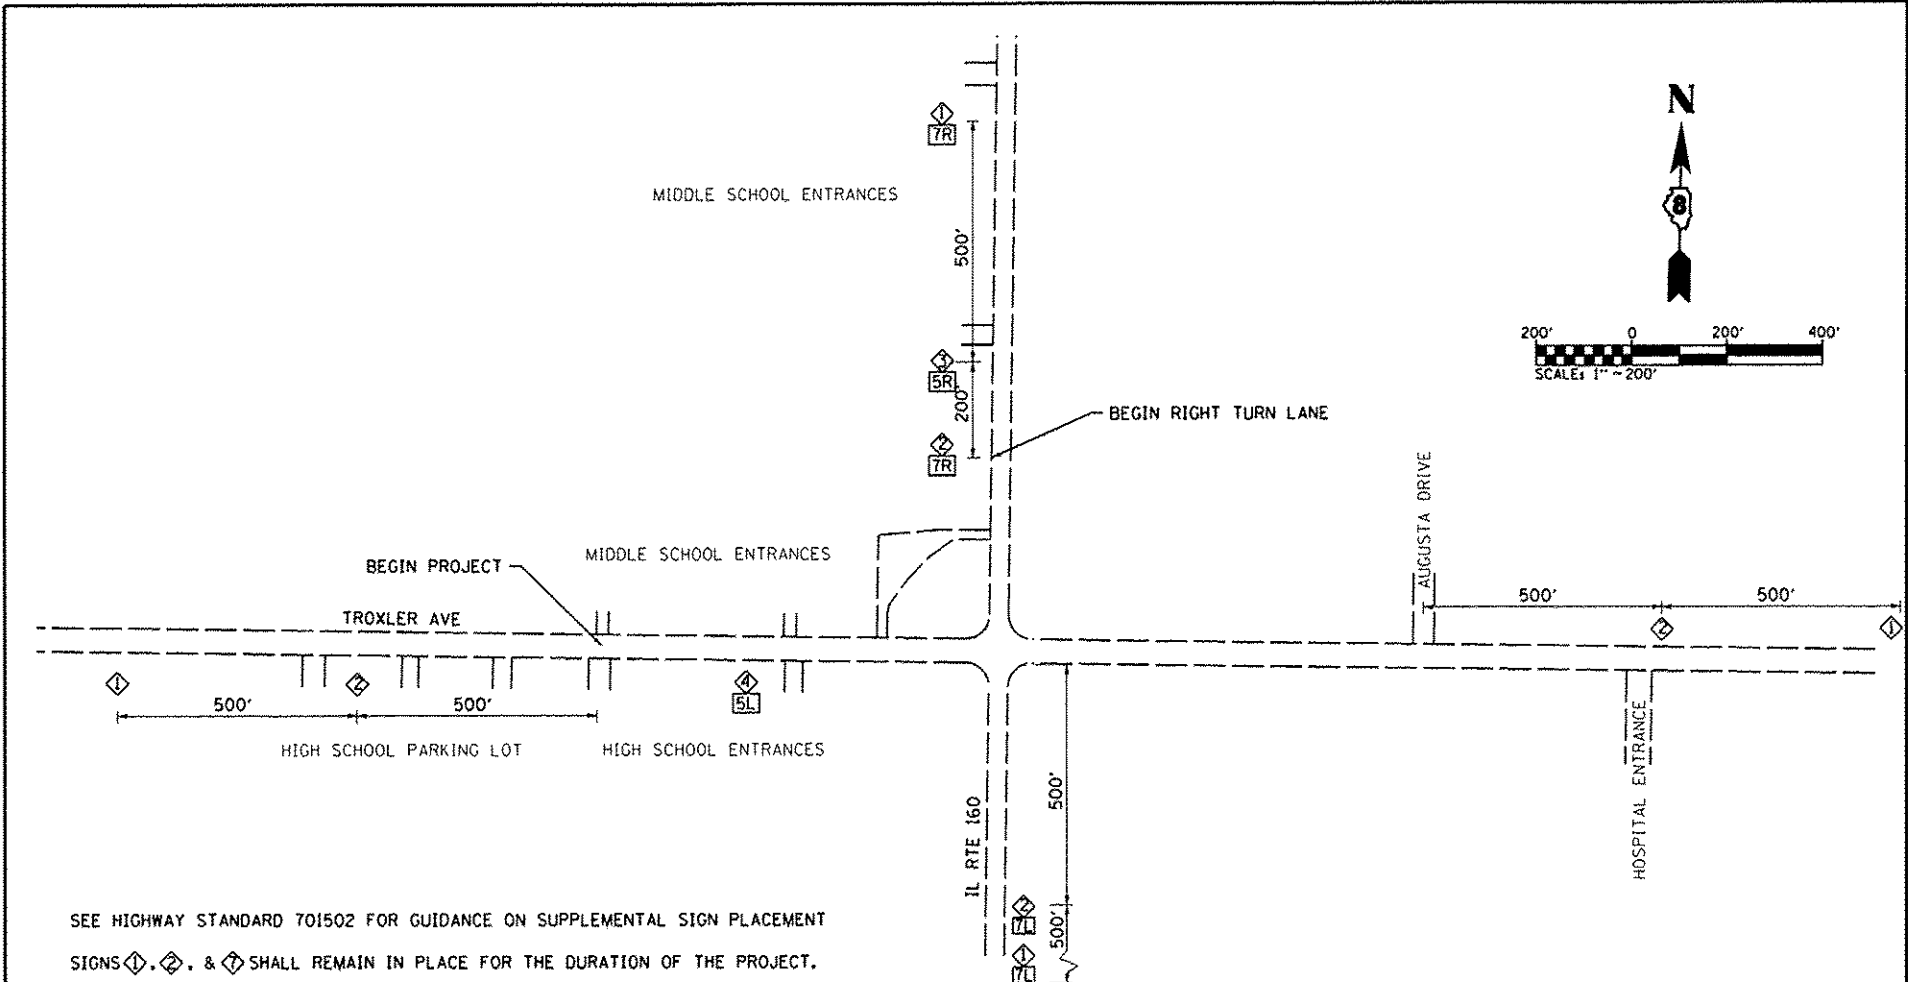 N
8
1
7R
MIDDLE SCHOOL ENTRANCES
500'
200' 0 200' 400'
SCALE: 1" ~ 200'
3
5R
200'
BEGIN RIGHT TURN LANE
2
7R
AUGUSTA DRIVE
MIDDLE SCHOOL ENTRANCES
BEGIN PROJECT
500' 500'
TROXLER AVE
2 1
1 2 4
5L
500' 500'
HIGH SCHOOL PARKING LOT HIGH SCHOOL ENTRANCES
500'
HOSPITAL ENTRANCE
IL RTE 160
2
7L
500'
1
7L
SEE HIGHWAY STANDARD 701502 FOR GUIDANCE ON SUPPLEMENTAL SIGN PLACEMENT
SIGNS 1, 2, & 7 SHALL REMAIN IN PLACE FOR THE DURATION OF THE PROJECT.